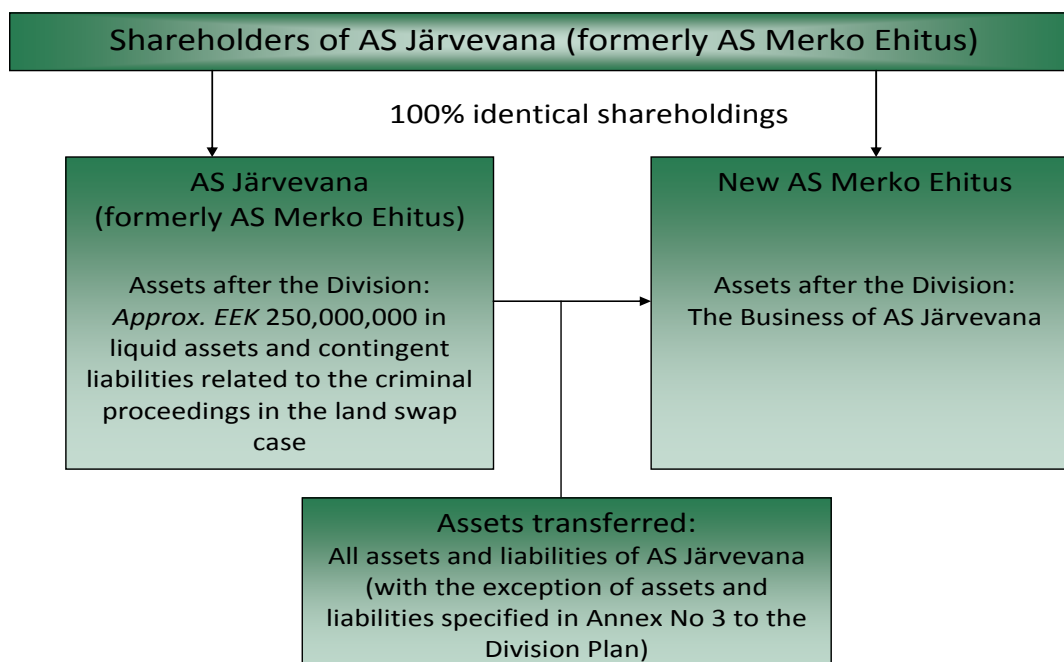 Shareholders of AS Järvevana (formerly AS Merko Ehitus)
100% identical shareholdings
AS Järvevana
(formerly AS Merko Ehitus)
Assets after the Division:
Approx. EEK 250,000,000 in
liquid assets and contingent
liabilities related to the criminal
proceedings in the land swap
case
New AS Merko Ehitus
Assets after the Division:
The Business of AS Järvevana
Assets transferred:
All assets and liabilities of AS Järvevana
(with the exception of assets and
liabilities specified in Annex No 3 to the
Division Plan)